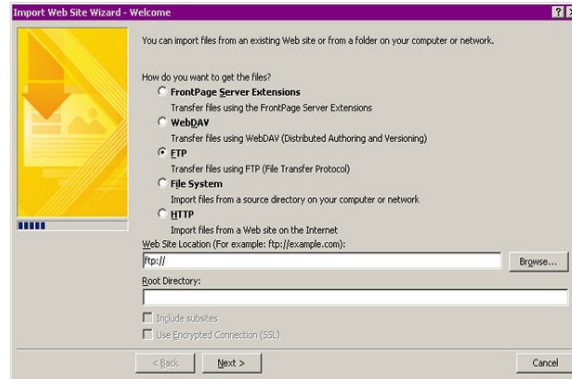 Import Web Site Wizard - Welcome
You can import files from an existing Web site or from a folder on your computer or network.
How do you want to get the files?
FrontPage Server Extensions
Transfer files using the FrontPage Server Extensions
WebDAV
Transfer files using WebDAV (Distributed Authoring and Versioning)
FTP
Transfer files using FTP (File Transfer Protocol)
File System
Import files from a source directory on your computer or network
HTTP
Import files from a Web site on the Internet
Web Site Location (For example: ftp://example.com):
ftp://
Browse...
Root Directory:
Include subsites
Use Encrypted Connection (SSL)
< Back Next > Cancel